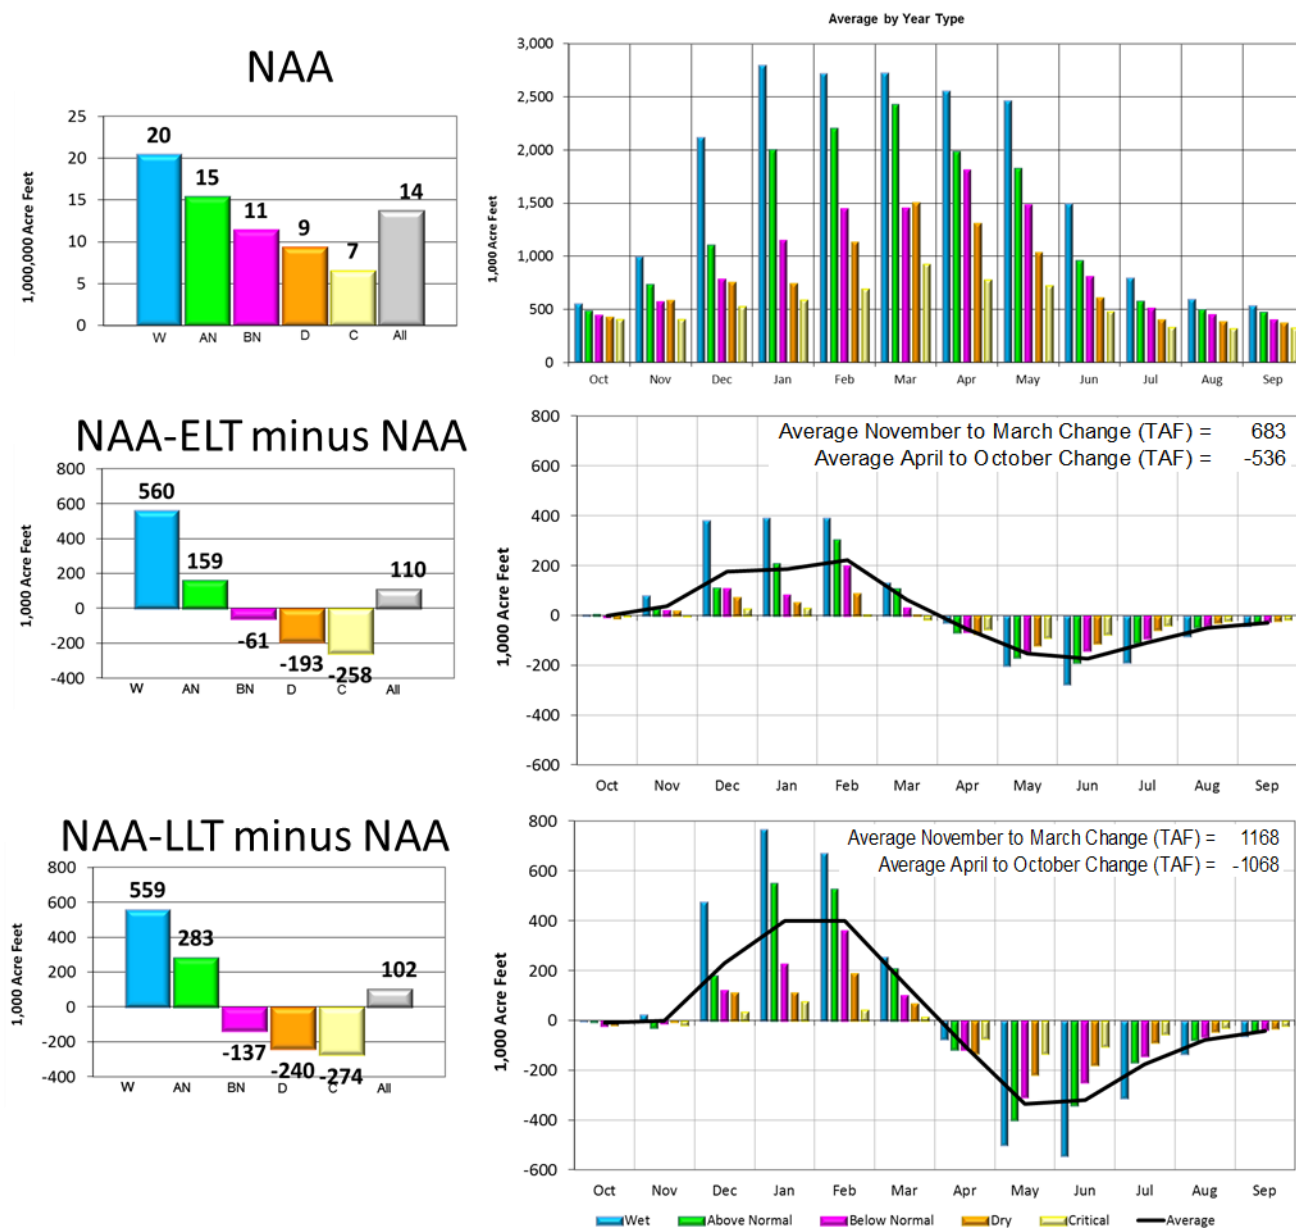 NAA
1,000,000 Acre Feet
25
20
15
10
5
0
20
15
11
9
7
14
W AN BN D C All
Average by Year Type
1,000 Acre Feet
3,000
2,500
2,000
1,500
1,000
500
0
Oct Nov Dec Jan Feb Mar Apr May Jun Jul Aug Sep
NAA-ELT minus NAA
1,000 Acre Feet
800
600
400
200
0
-200
-400
560
159
-61
-193
-258
110
W AN BN D C All
Average November to March Change (TAF) = 683
Average April to October Change (TAF) = -536
1,000 Acre Feet
800
600
400
200
0
-200
-400
-600
Oct Nov Dec Jan Feb Mar Apr May Jun Jul Aug Sep
NAA-LLT minus NAA
1,000 Acre Feet
800
600
400
200
0
-200
-400
559
283
-137
-240
-274
102
W AN BN D C All
Average November to March Change (TAF) = 1168
Average April to October Change (TAF) = -1068
1,000 Acre Feet
800
600
400
200
0
-200
-400
-600
Oct Nov Dec Jan Feb Mar Apr May Jun Jul Aug Sep
Wet Above Normal Below Normal Dry Critical Average